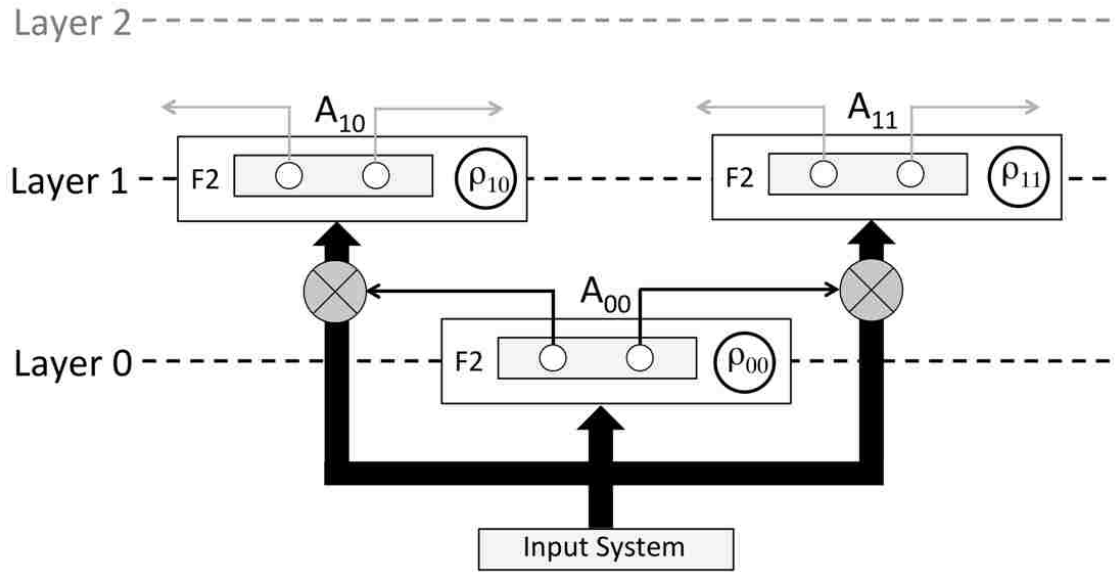 Layer 2
A10
A11
Layer 1
F2
ρ10
F2
ρ11
A00
Layer 0
F2
ρ00
Input System